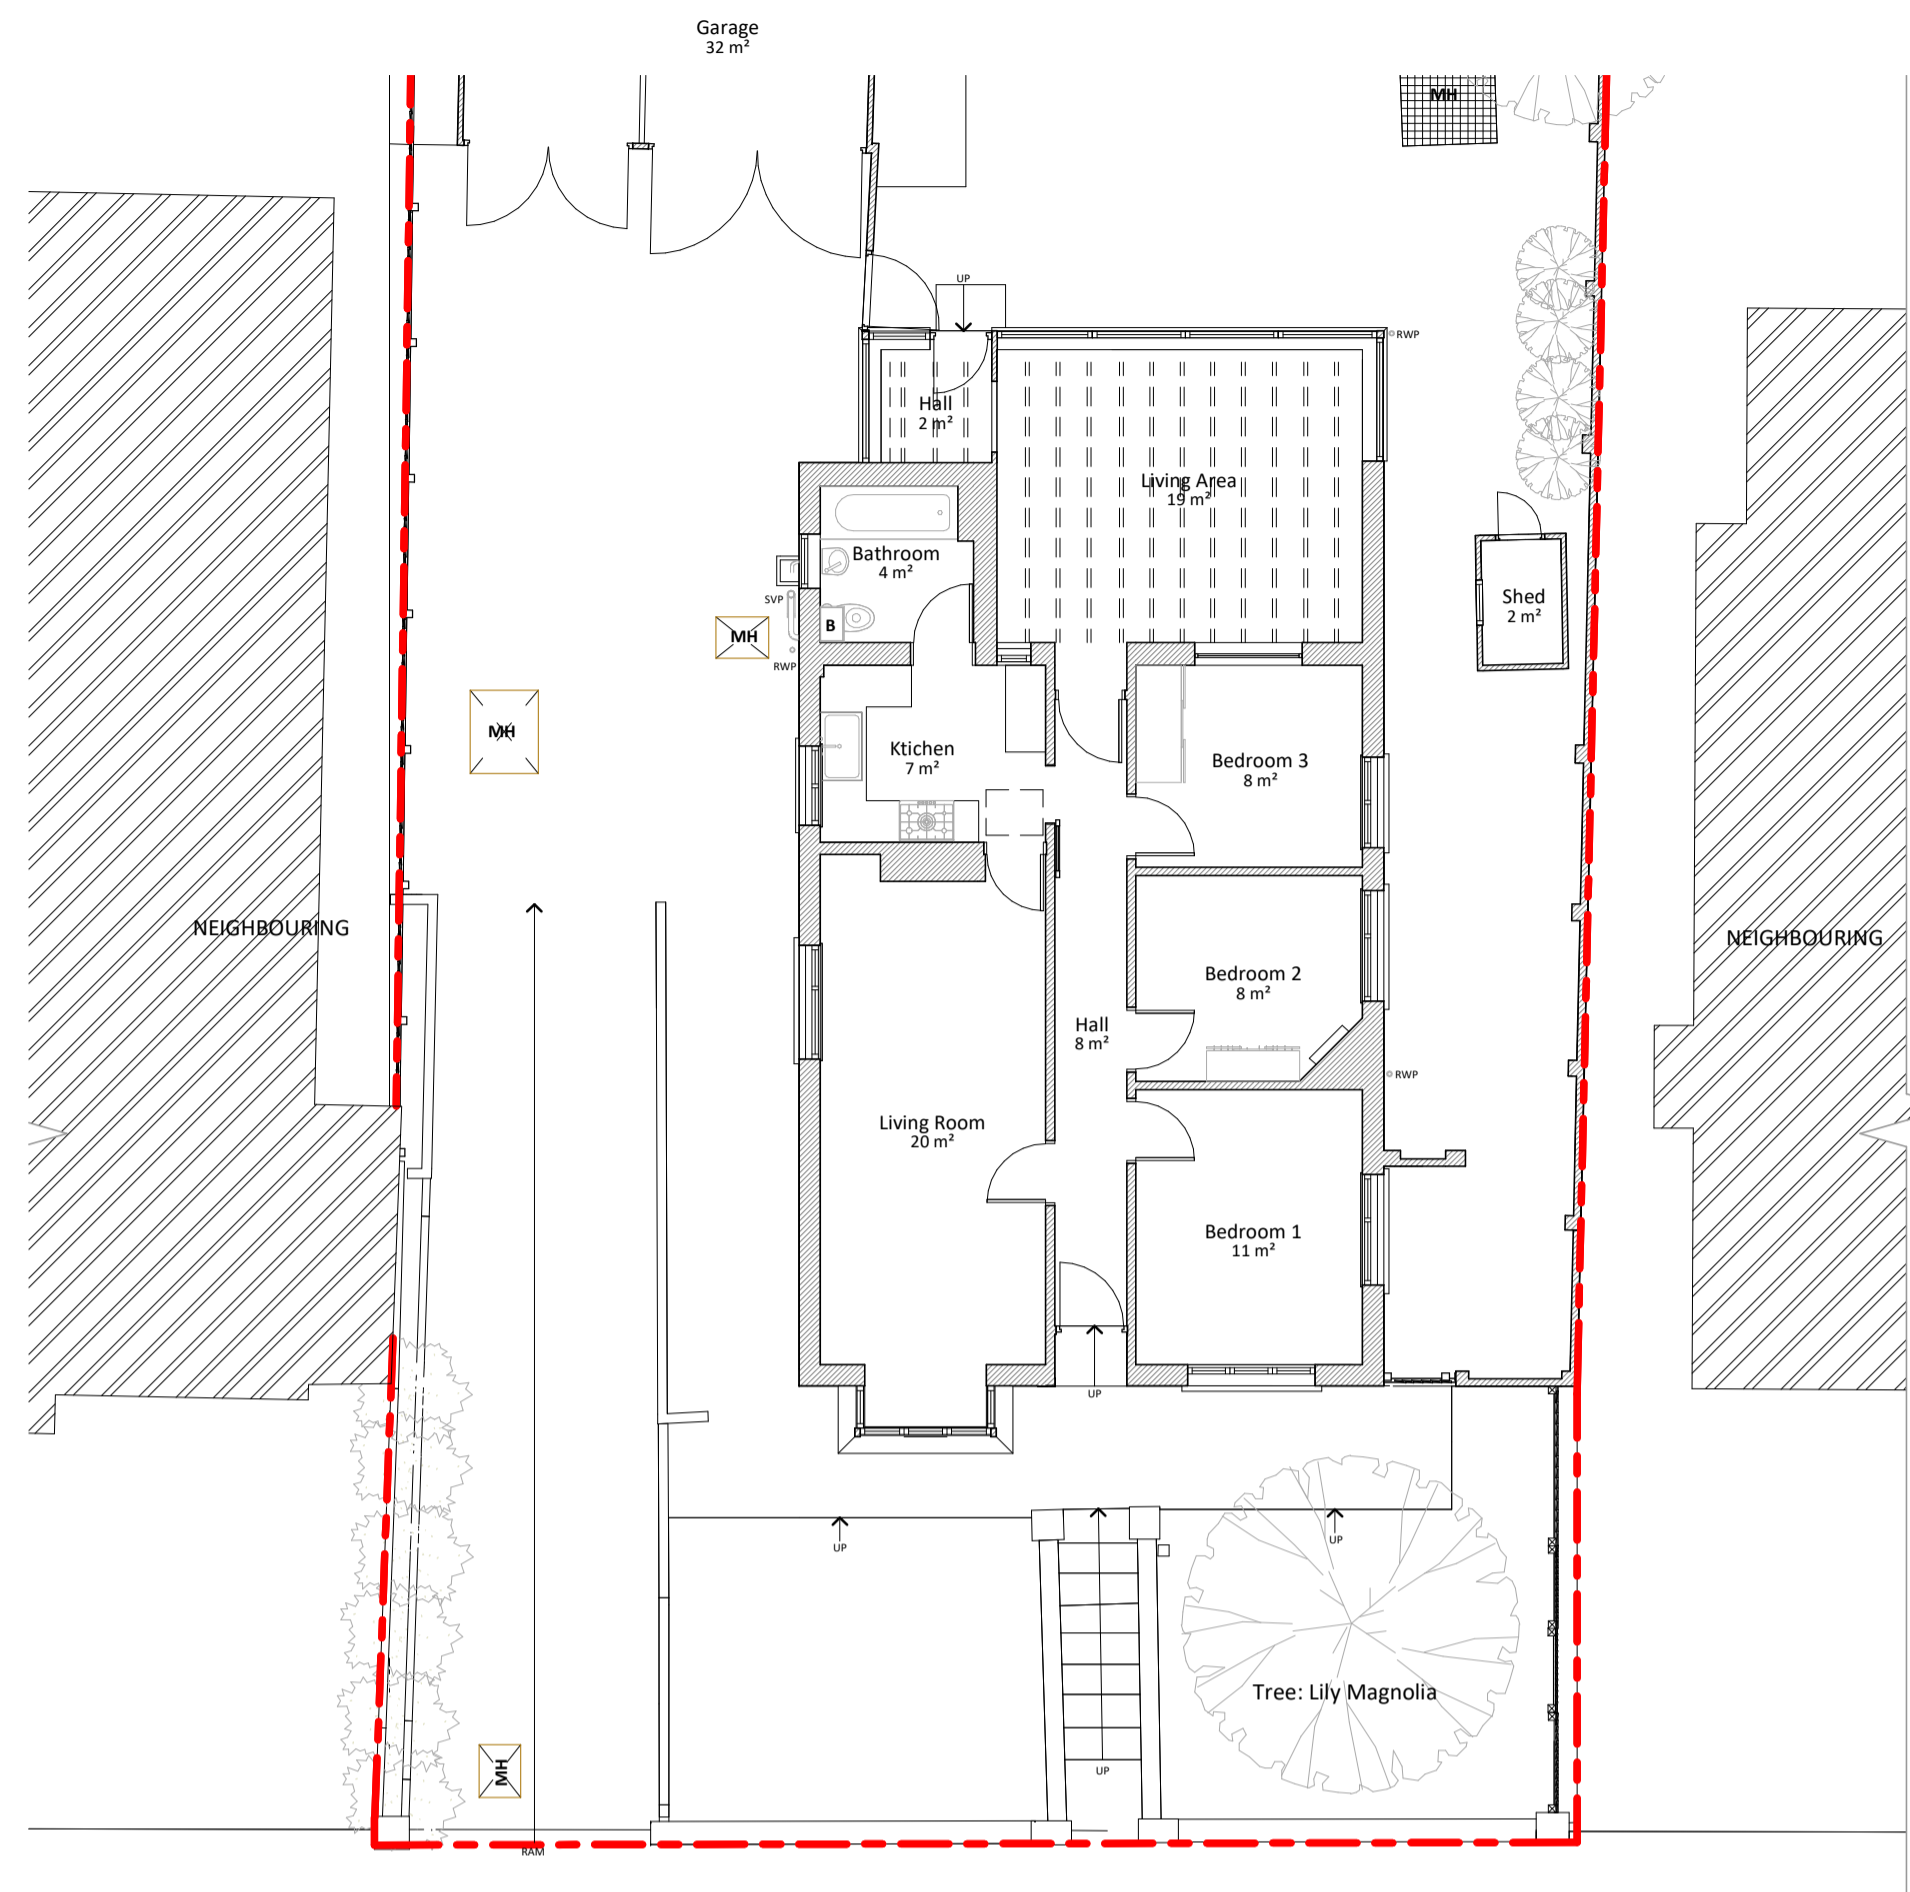 Garage
32 m²
MH
UP
RWP
Hall
2 m²
Living Area
19 m²
Bathroom
4 m²
SVP
B
MH
RWP
Shed
2 m²
MH
Ktichen
7 m²
Bedroom 3
8 m²
NEIGHBOURING
NEIGHBOURING
Bedroom 2
8 m²
Hall
8 m²
RWP
Living Room
20 m²
Bedroom 1
11 m²
UP
UP
UP
Tree: Lily Magnolia
MH
UP
RAM